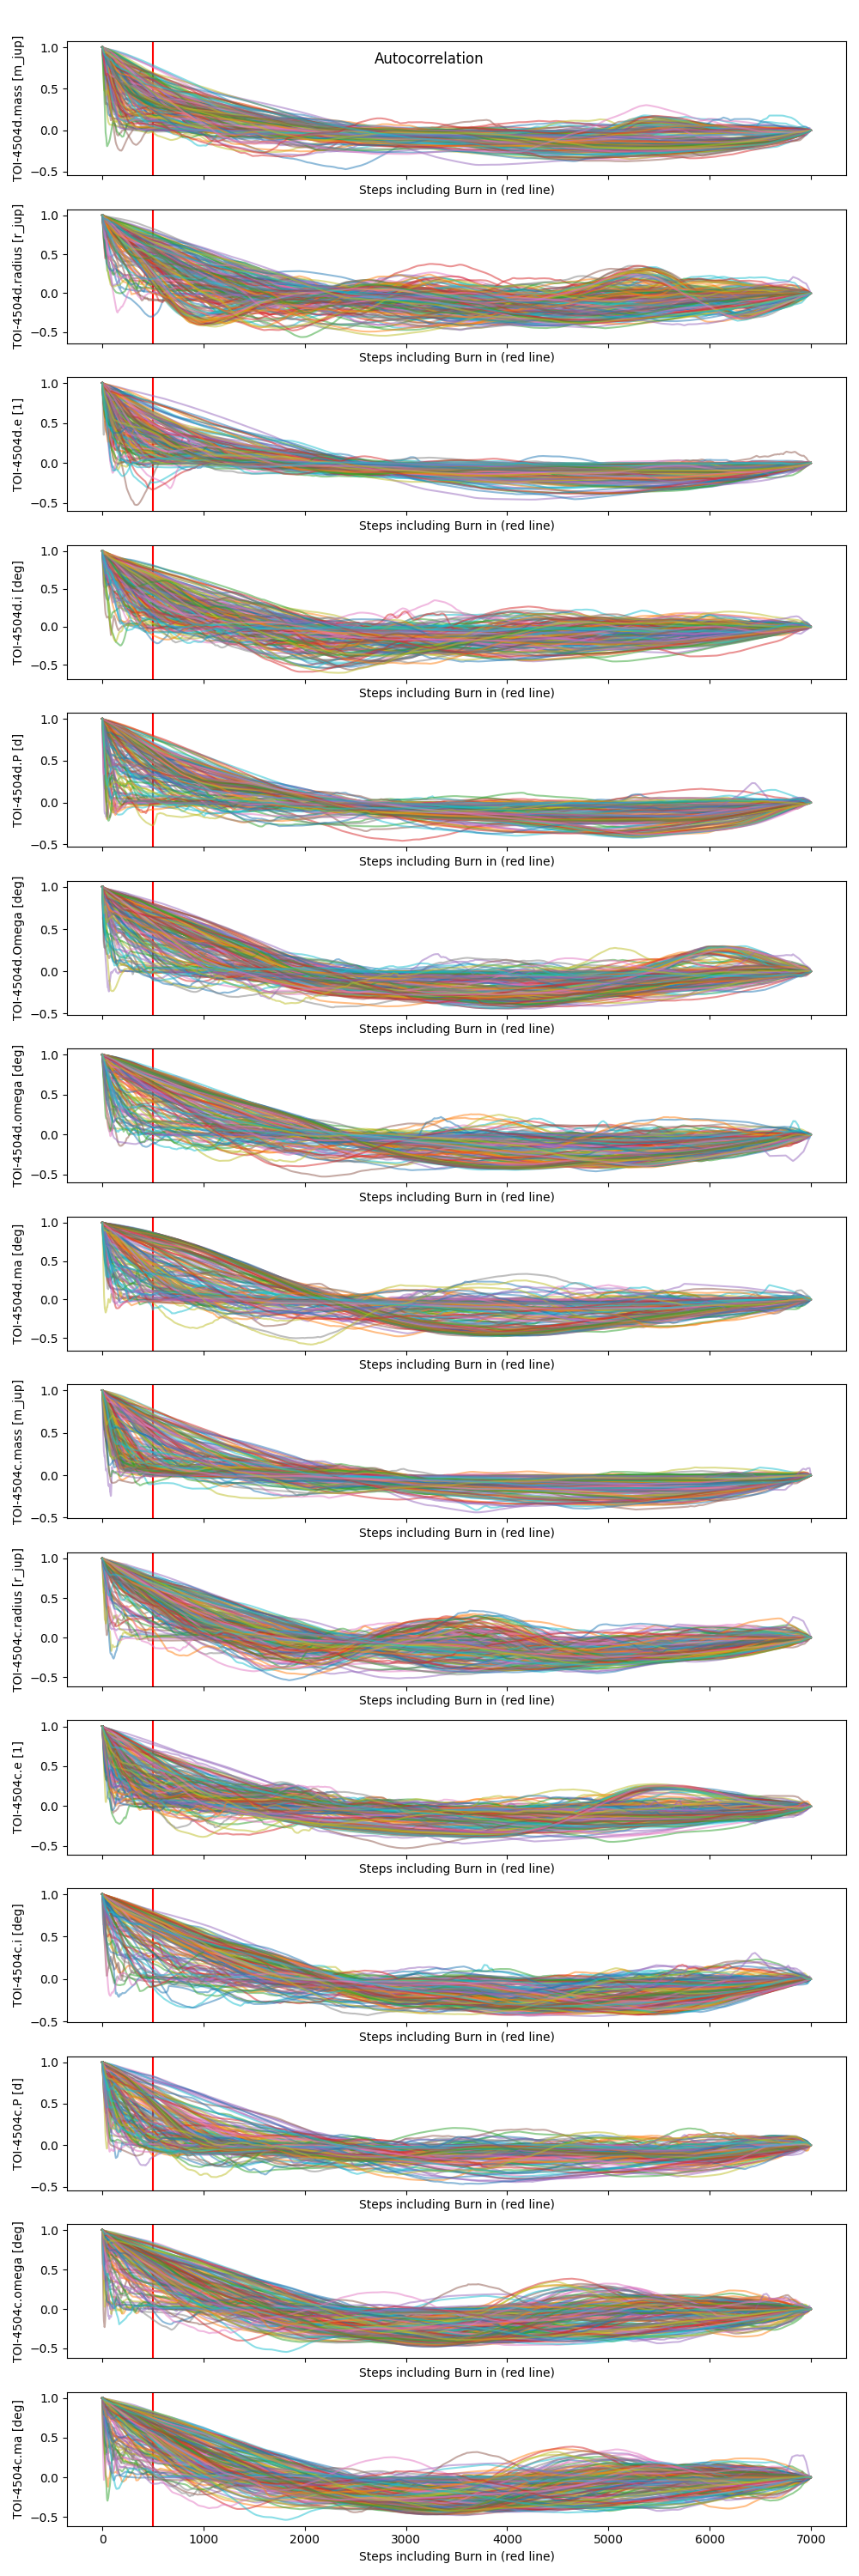 Autocorrelation
TOI-4504d.mass [m_jup]
1.0
0.5
0.0
−0.5
Steps including Burn in (red line)
TOI-4504d.radius [r_jup]
1.0
0.5
0.0
−0.5
Steps including Burn in (red line)
TOI-4504d.e [1]
1.0
0.5
0.0
−0.5
Steps including Burn in (red line)
TOI-4504d.i [deg]
1.0
0.5
0.0
−0.5
Steps including Burn in (red line)
TOI-4504d.P [d]
1.0
0.5
0.0
−0.5
Steps including Burn in (red line)
TOI-4504d.Omega [deg]
1.0
0.5
0.0
−0.5
Steps including Burn in (red line)
TOI-4504d.omega [deg]
1.0
0.5
0.0
−0.5
Steps including Burn in (red line)
TOI-4504d.ma [deg]
1.0
0.5
0.0
−0.5
Steps including Burn in (red line)
TOI-4504c.mass [m_jup]
1.0
0.5
0.0
−0.5
Steps including Burn in (red line)
TOI-4504c.radius [r_jup]
1.0
0.5
0.0
−0.5
Steps including Burn in (red line)
TOI-4504c.e [1]
1.0
0.5
0.0
−0.5
Steps including Burn in (red line)
TOI-4504c.i [deg]
1.0
0.5
0.0
−0.5
Steps including Burn in (red line)
TOI-4504c.P [d]
1.0
0.5
0.0
−0.5
Steps including Burn in (red line)
TOI-4504c.omega [deg]
1.0
0.5
0.0
−0.5
Steps including Burn in (red line)
TOI-4504c.ma [deg]
1.0
0.5
0.0
−0.5
0 1000 2000 3000 4000 5000 6000 7000
Steps including Burn in (red line)